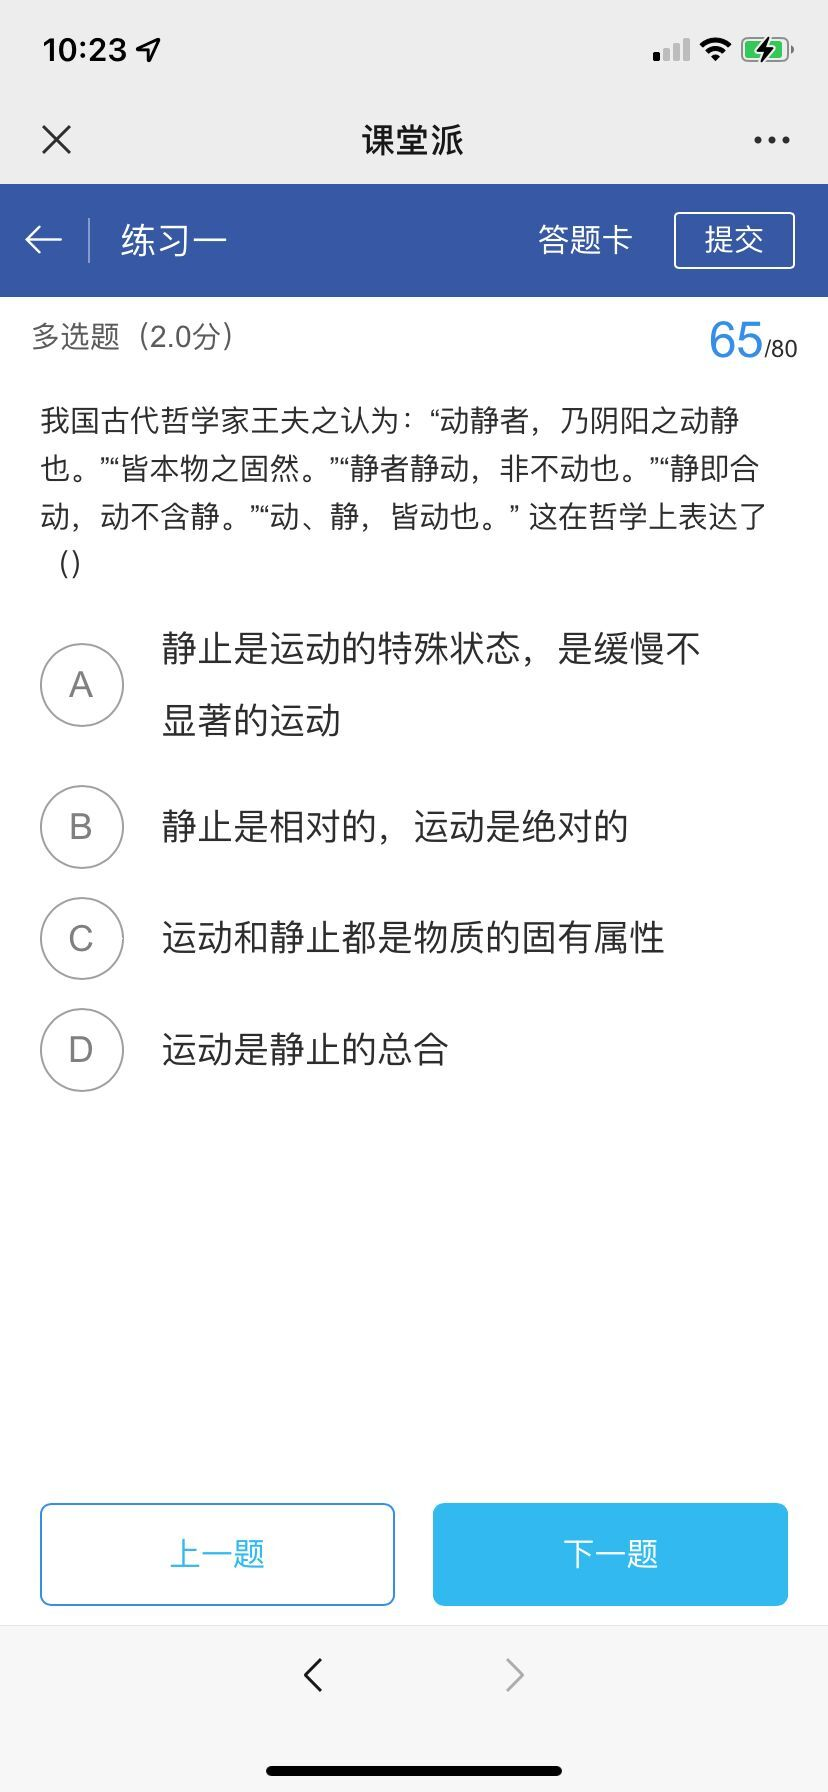 10:23
课堂派
练习一
答题卡
提交
多选题（2.0分）
65/80
我国古代哲学家王夫之认为：“动静者，乃阴阳之动静
也。”“皆本物之固然。”“静者静动，非不动也。”“静即含
动，动不含静。”“动、静，皆动也。” 这在哲学上表达了
（）
A
静止是运动的特殊状态，是缓慢不
显著的运动
B
静止是相对的，运动是绝对的
C
运动和静止都是物质的固有属性
D
运动是静止的总合
上一题
下一题